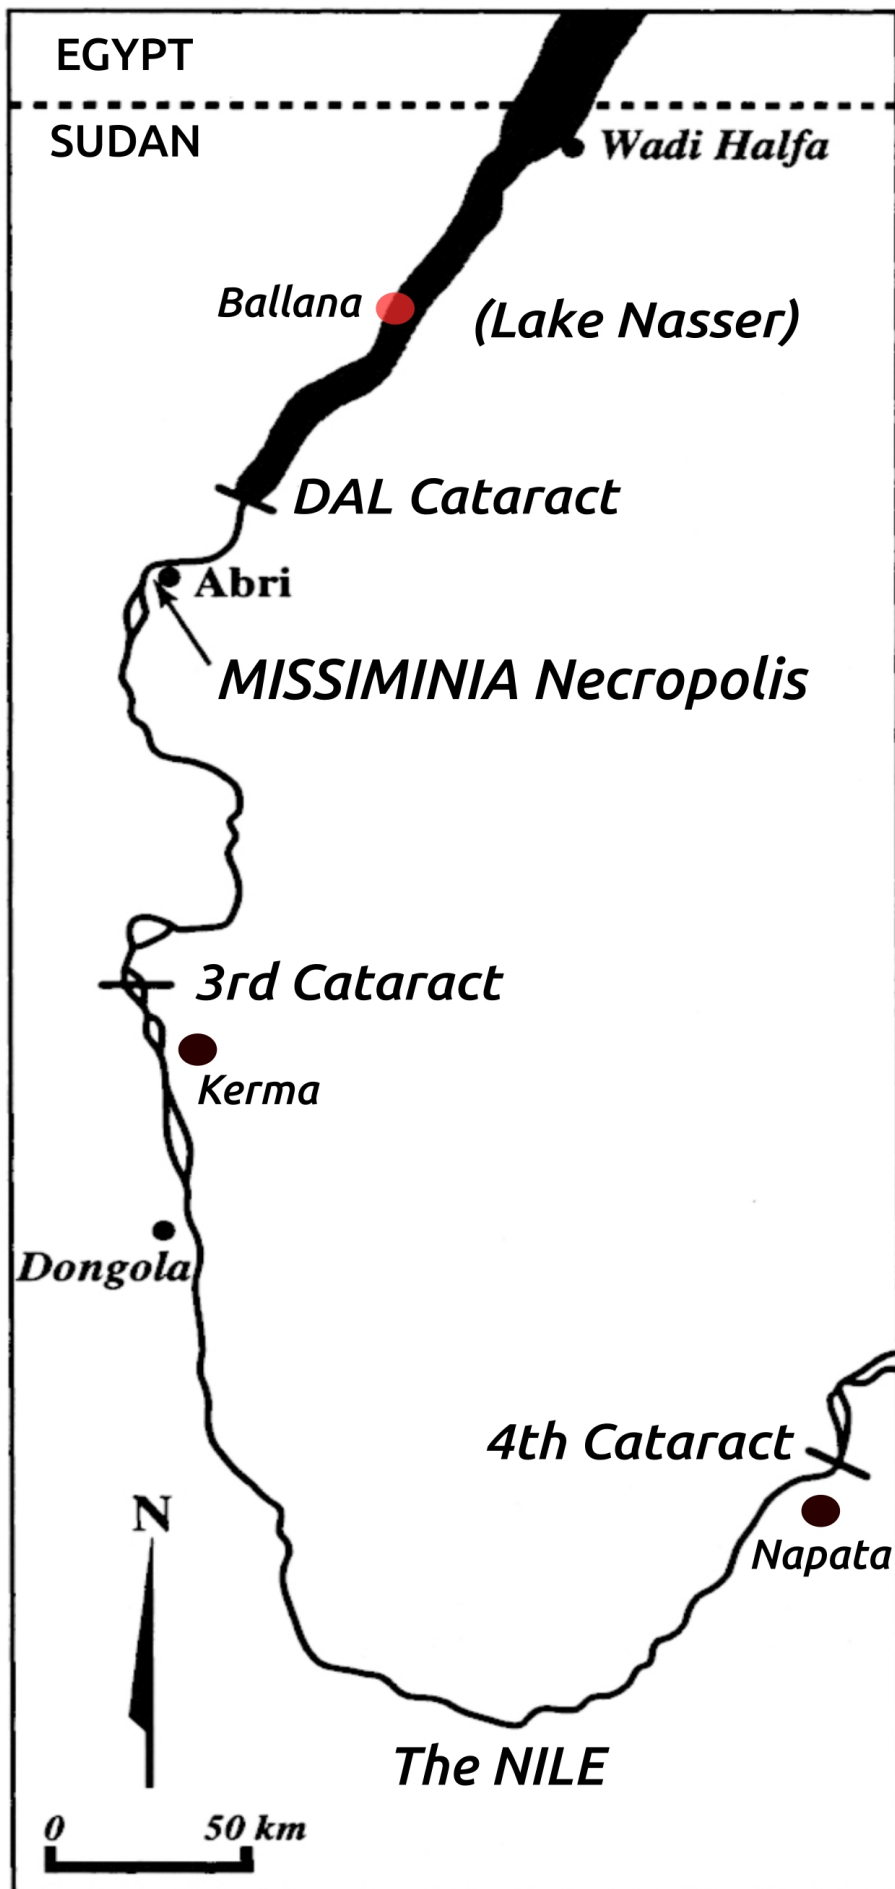 EGYPT
SUDAN
Wadi Halfa
Ballana
(Lake Nasser)
DAL Cataract
Abri
MISSIMINIA Necropolis
3rd Cataract
Kerma
Dongola
4th Cataract
N
Napata
The NILE
0 50 km